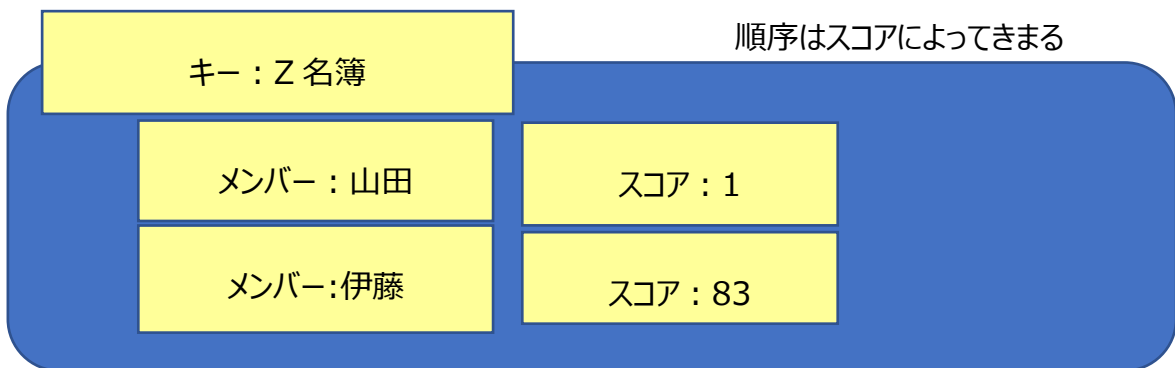 順序はスコアによってきまる
キー：Z 名簿
メンバー：山田
スコア：1
メンバー:伊藤
スコア：83